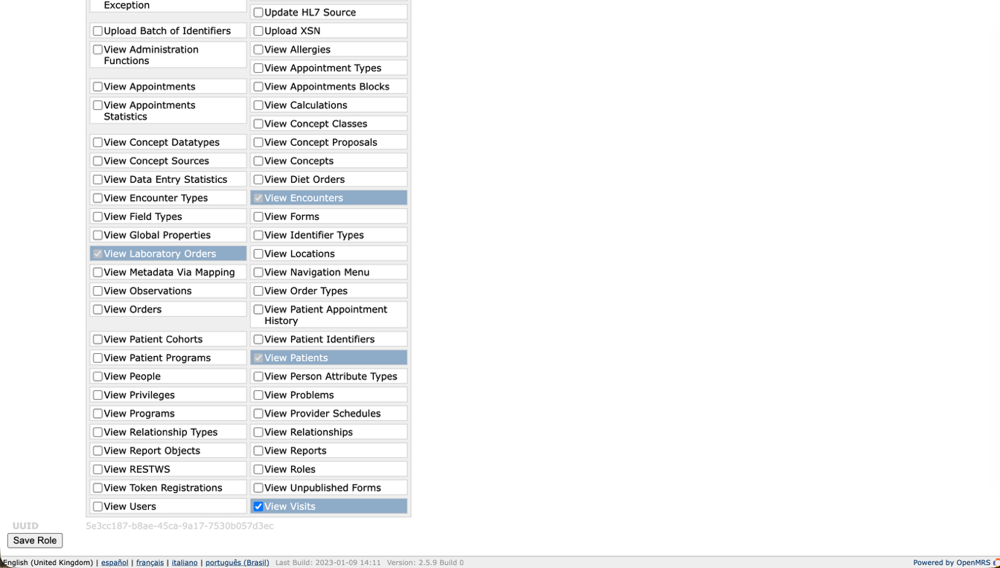 Exception
Update HL7 Source
Upload Batch of Identifiers
Upload XSN
View Administration
Functions
View Allergies
View Appointment Types
View Appointments
View Appointments Blocks
View Appointments
Statistics
View Calculations
View Concept Classes
View Concept Datatypes
View Concept Proposals
View Concept Sources
View Concepts
View Data Entry Statistics
View Diet Orders
View Encounter Types
View Encounters
View Field Types
View Forms
View Global Properties
View Identifier Types
View Laboratory Orders
View Locations
View Metadata Via Mapping
View Navigation Menu
View Observations
View Order Types
View Orders
View Patient Appointment
History
View Patient Cohorts
View Patient Identifiers
View Patient Programs
View Patients
View People
View Person Attribute Types
View Privileges
View Problems
View Programs
View Provider Schedules
View Relationship Types
View Relationships
View Report Objects
View Reports
View RESTWS
View Roles
View Token Registrations
View Unpublished Forms
View Users
View Visits
UUID 5e3cc187-b8ae-45ca-9a17-7530b057d3ec
Save Role
English (United Kingdom) | español | français | italiano | português (Brasil) Last Build: 2023-01-09 14:11 Version: 2.5.9 Build 0 Powered by OpenMRS